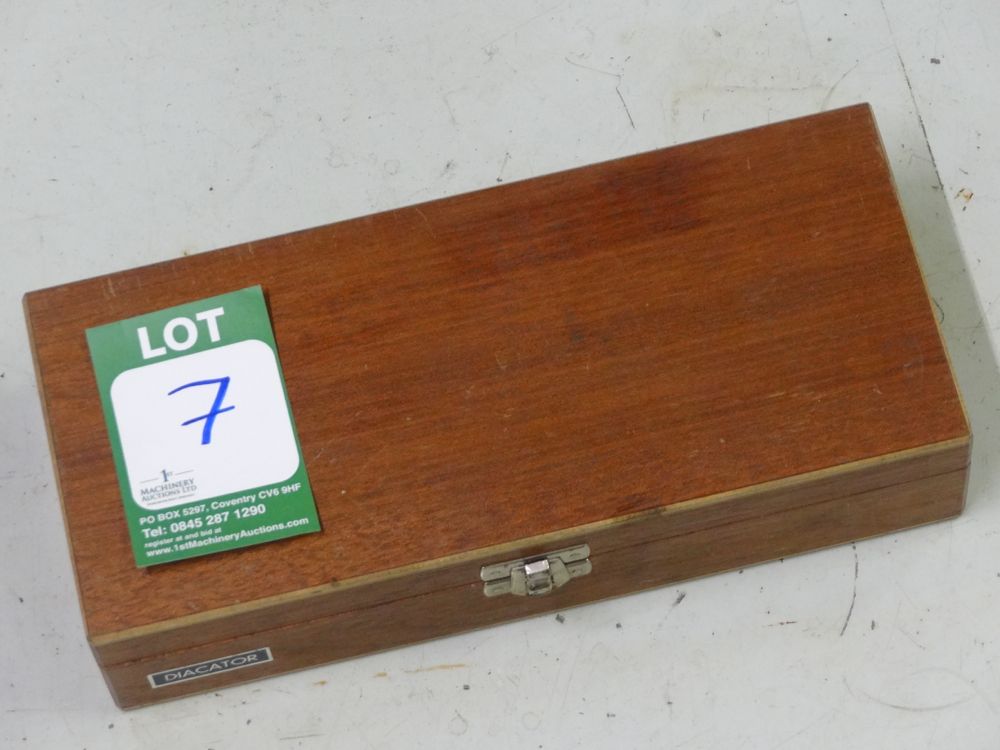 LOT
7
1ST
MACHINERY
AUCTIONS LTD
PO BOX 5297, Coventry CV6 9HF
Tel: 0845 287 1290
register at and bid at
www.1stMachineryAuctions.com
DIACATOR